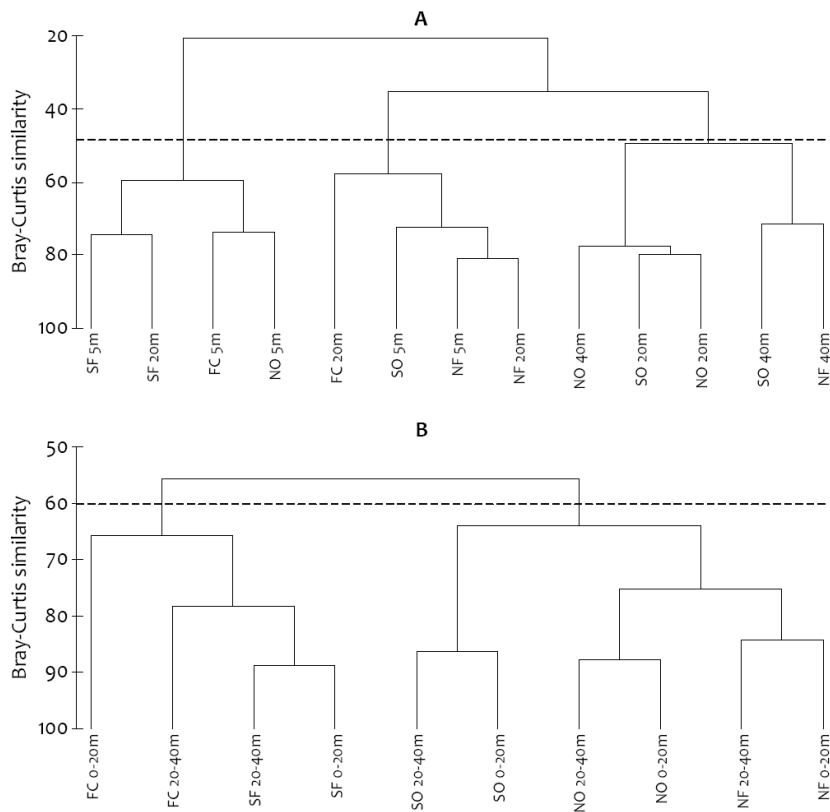 A
Bray-Curtis similarity
20
40
60
80
100
SF 5m
SF 20m
FC 5m
NO 5m
FC 20m
SO 5m
NF 5m
NF 20m
NO 40m
SO 20m
NO 20m
SO 40m
NF 40m
B
Bray-Curtis similarity
50
60
70
80
90
100
FC 0-20m
FC 20-40m
SF 20-40m
SF 0-20m
SO 20-40m
SO 0-20m
NO 20-40m
NO 0-20m
NF 20-40m
NF 0-20m